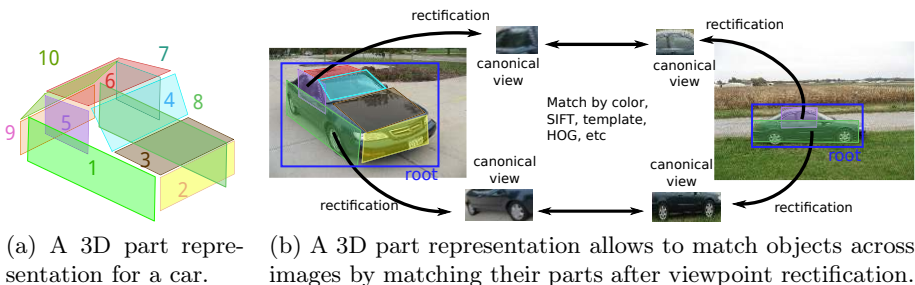 10
7
6
4
8
5
9
1
3
2
(a) A 3D part repre-
sentation for a car.
rectification
rectification
canonical
view
canonical
view
Match by color,
SIFT, template,
HOG, etc
root
root
canonical
view
canonical
view
rectification
rectification
(b) A 3D part representation allows to match objects across
images by matching their parts after viewpoint rectification.